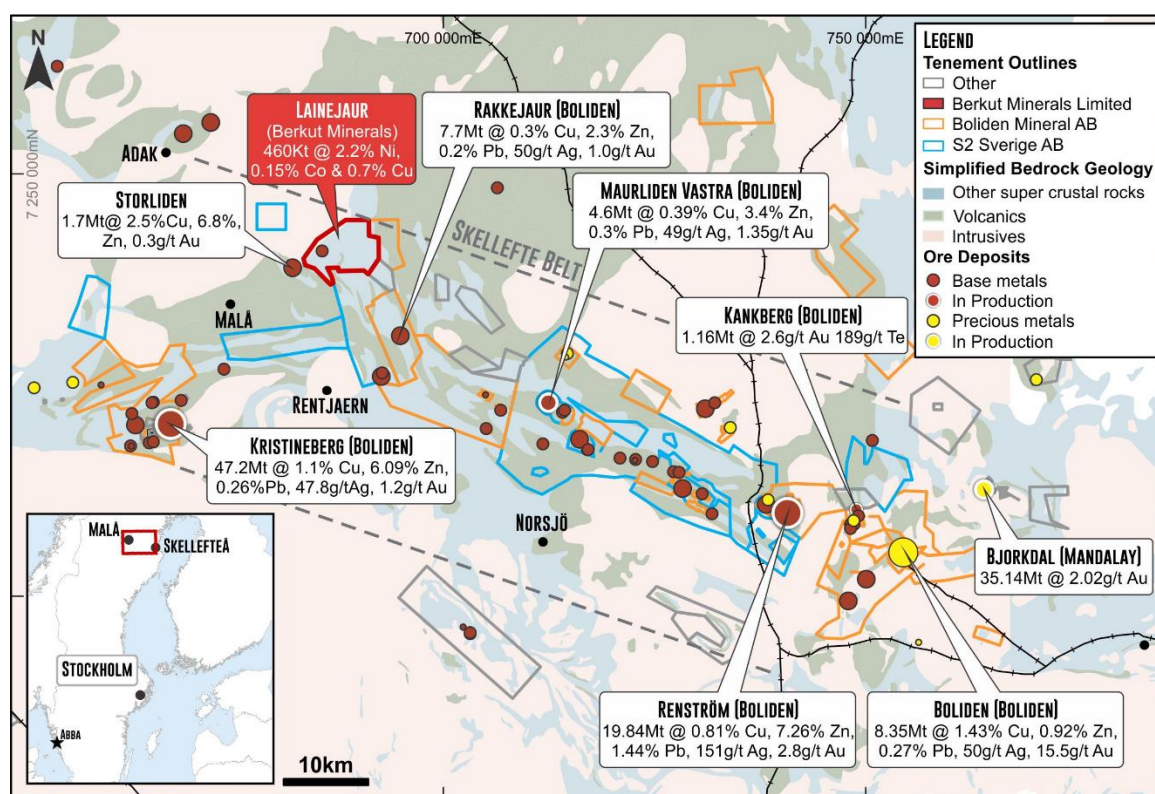 700 000mE
750 000mE
N
7 250 000mN
LAINEJAUR
(Berkut Minerals)
460Kt @ 2.2% Ni,
0.15% Co & 0.7% Cu
RAKKEJAUR (BOLIDEN)
7.7Mt @ 0.3% Cu, 2.3% Zn,
0.2% Pb, 50g/t Ag, 1.0g/t Au
ADAK
STORLIDEN
1.7Mt@ 2.5%Cu, 6.8%,
Zn, 0.3g/t Au
MAURLIDEN VASTRA (BOLIDEN)
4.6Mt @ 0.39% Cu, 3.4% Zn,
0.3% Pb, 49g/t Ag, 1.35g/t Au
SKELLEFTE BELT
MALÅ
KANKBERG (BOLIDEN)
1.16Mt @ 2.6g/t Au 189g/t Te
RENTJAERN
KRISTINEBERG (BOLIDEN)
47.2Mt @ 1.1% Cu, 6.09% Zn,
0.26%Pb, 47.8g/tAg, 1.2g/t Au
NORSJÖ
BJORKDAL (MANDALAY)
35.14Mt @ 2.02g/t Au
RENSTRÖM (BOLIDEN)
19.84Mt @ 0.81% Cu, 7.26% Zn,
1.44% Pb, 151g/t Ag, 2.8g/t Au
BOLIDEN (BOLIDEN)
8.35Mt @ 1.43% Cu, 0.92% Zn,
0.27% Pb, 50g/t Ag, 15.5g/t Au
LEGEND
TENEMENT OUTLINES
Other
Berkut Minerals Limited
Boliden Mineral AB
S2 Sverige AB
SIMPLIFIED BEDROCK GEOLOGY
Other super crustal rocks
Volcanics
Intrusives
ORE DEPOSITS
Base metals
In Production
Precious metals
In Production
MALÅ
SKELLEFTEÅ
STOCKHOLM
ABBA
10km